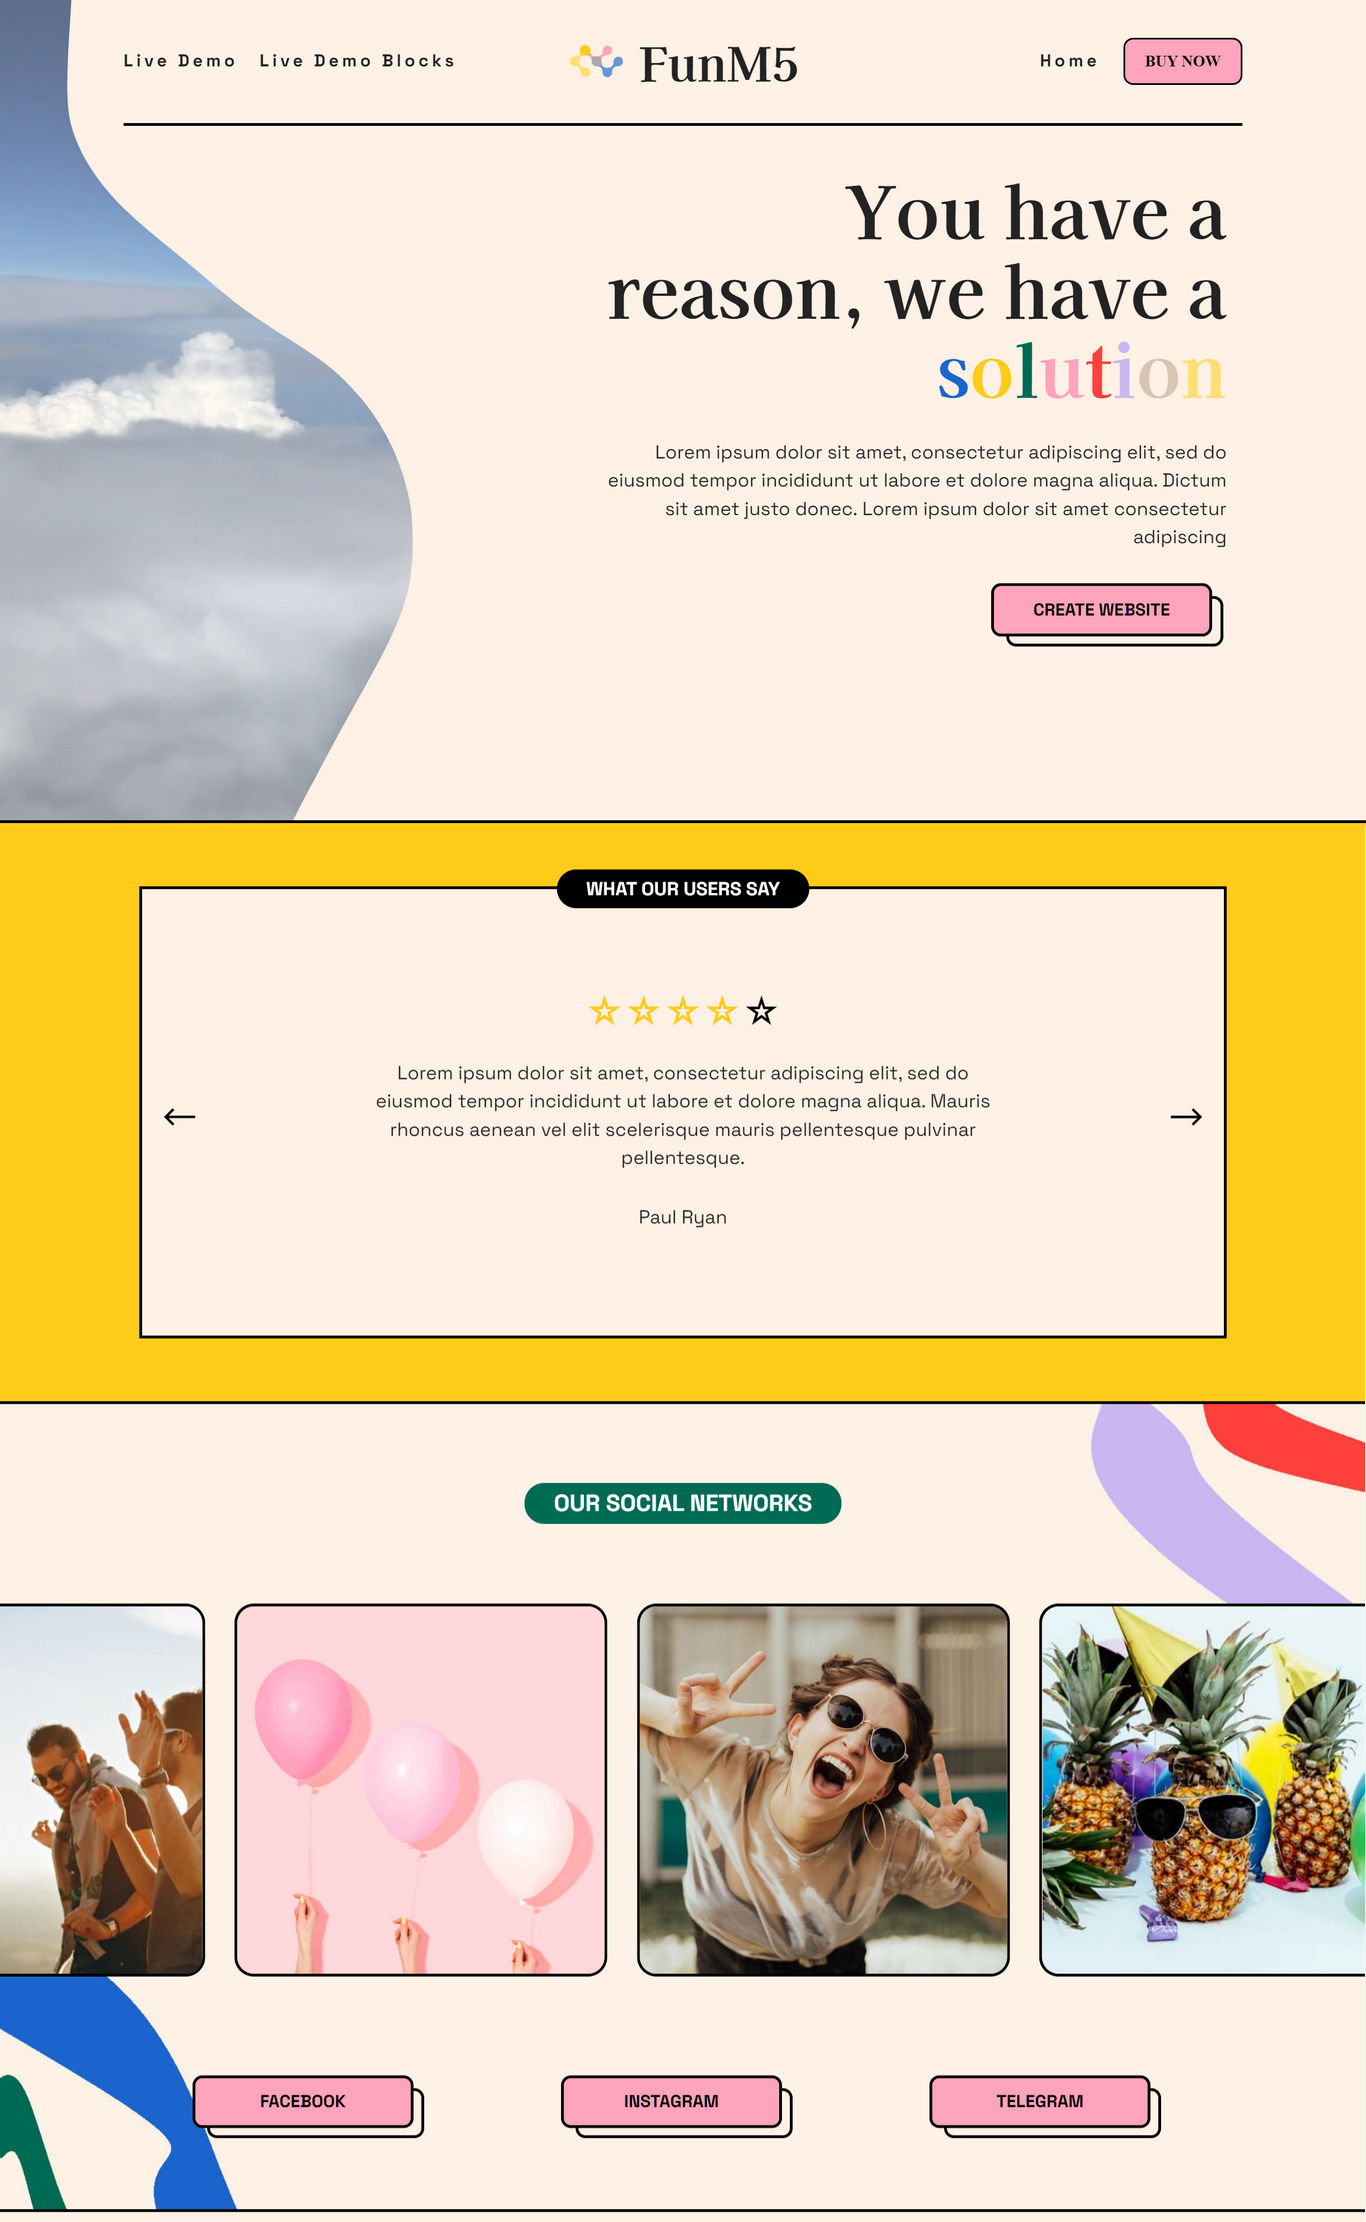 Live Demo Live Demo Blocks
FunM5
Home
BUY NOW
You have a
reason, we have a
solution
Lorem ipsum dolor sit amet, consectetur adipiscing elit, sed do
eiusmod tempor incididunt ut labore et dolore magna aliqua. Dictum
sit amet justo donec. Lorem ipsum dolor sit amet consectetur
adipiscing
CREATE WEBSITE
WHAT OUR USERS SAY
Lorem ipsum dolor sit amet, consectetur adipiscing elit, sed do
eiusmod tempor incididunt ut labore et dolore magna aliqua. Mauris
rhoncus aenean vel elit scelerisque mauris pellentesque pulvinar
pellentesque.
Paul Ryan
OUR SOCIAL NETWORKS
FACEBOOK
INSTAGRAM
TELEGRAM